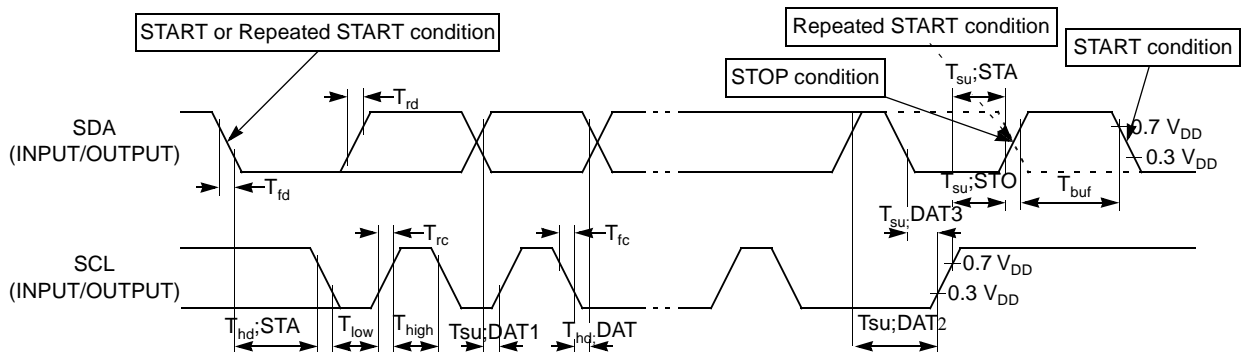 START or Repeated START condition
Repeated START condition
START condition
STOP condition
Tsu;STA
Trd
SDA
(INPUT/OUTPUT)
0.7 VDD
0.3 VDD
Tfd
Tsu;STO
Tbuf
Tsu;DAT3
Trc
Tfc
SCL
(INPUT/OUTPUT)
0.7 VDD
0.3 VDD
Thd;STA
Tlow
Thigh
Tsu;DAT1
Thd;DAT
Tsu;DAT2